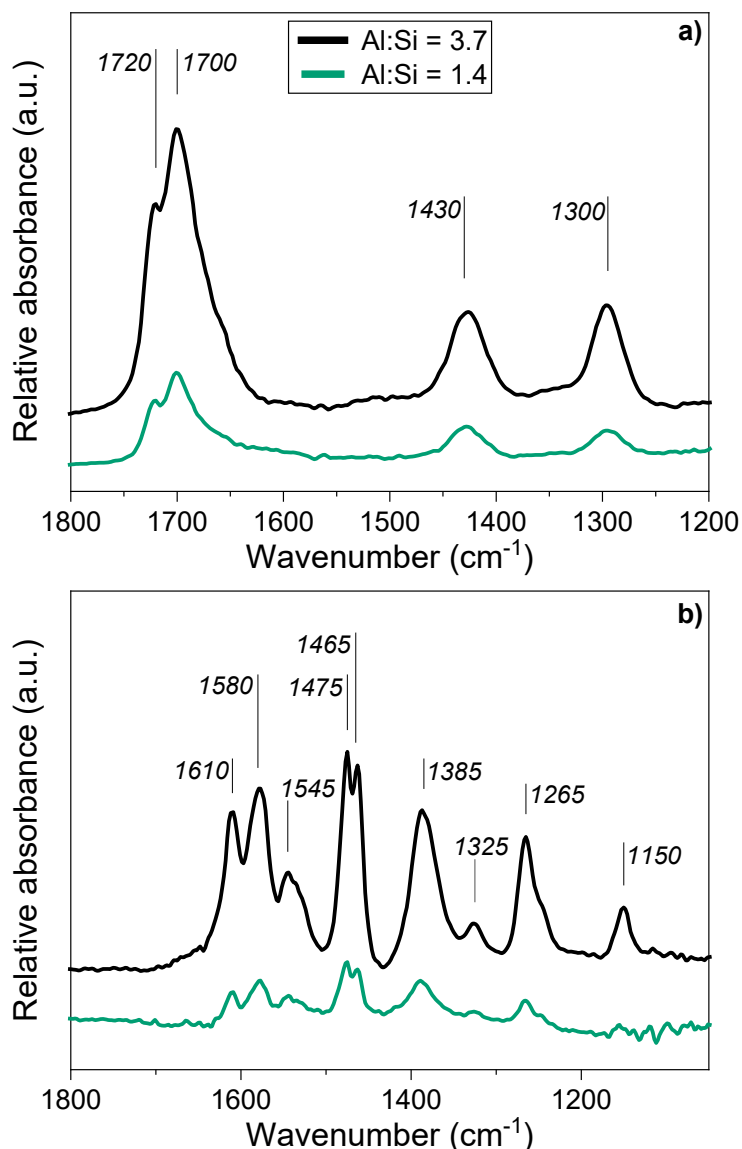 a)
1720 1700
Al:Si = 3.7
Al:Si = 1.4
1430 1300
Relative absorbance (a.u.)
1800 1700 1600 1500 1400 1300 1200
Wavenumber (cm-1)
b)
1465
1580 1475
1610 1545 1385 1265
1325 1150
Relative absorbance (a.u.)
1800 1600 1400 1200
Wavenumber (cm-1)